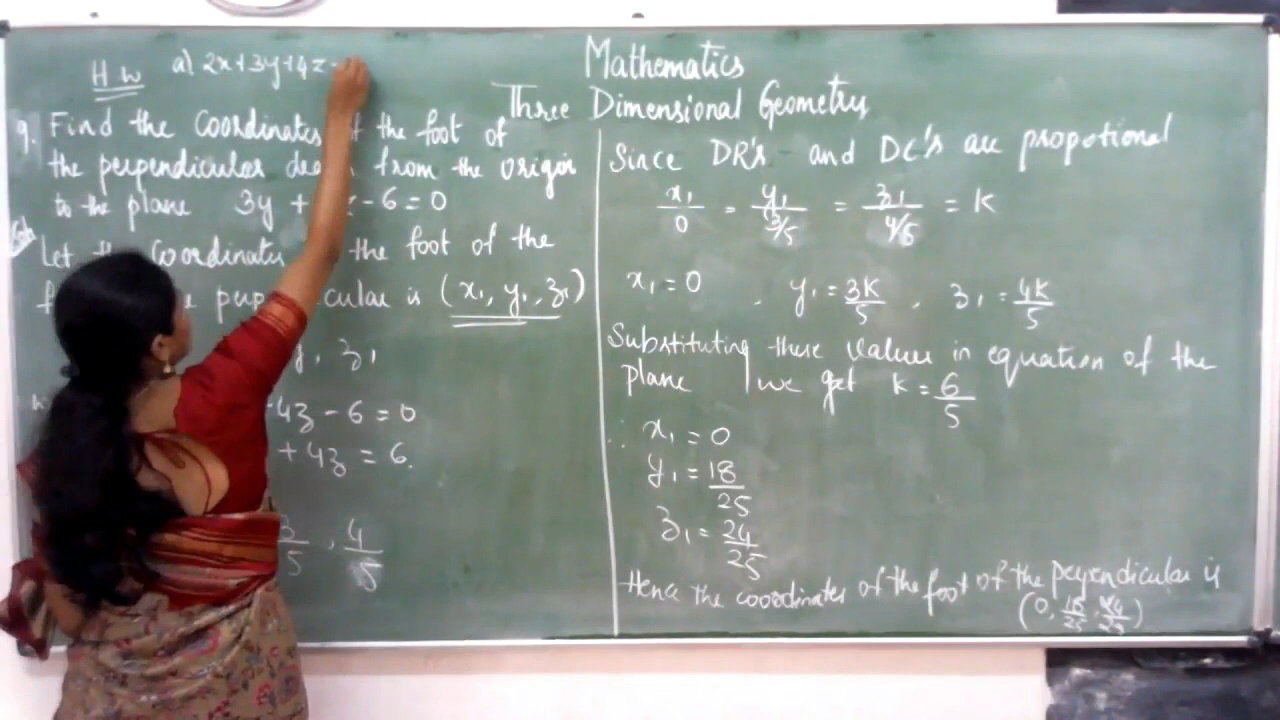 Mathematics
Three Dimensional Geometry
H.W a) 2x+3y+4z -
9. Find the Coordinates the foot of
the perpendicular from the origin
to the plane 3y + - 6 = 0
Let the Coordinates the foot of the
is (x₁, y₁, z₁)
z₁
4z - 6 = 0
+ 4z = 6.
3/5, 4/5
Since DR's and DC's are propotional
x₁/0 = y₁/3/5 = z₁/4/5 = K
x₁ = 0, y₁ = 3K/5, z₁ = 4K/5
Substituting these values in equation of the
plane we get k = 6/5
∴ x₁ = 0
y₁ = 18/25
z₁ = 24/25
Hence the coordinates of the foot of the perpendicular is
(0, 18/25, 24/25)